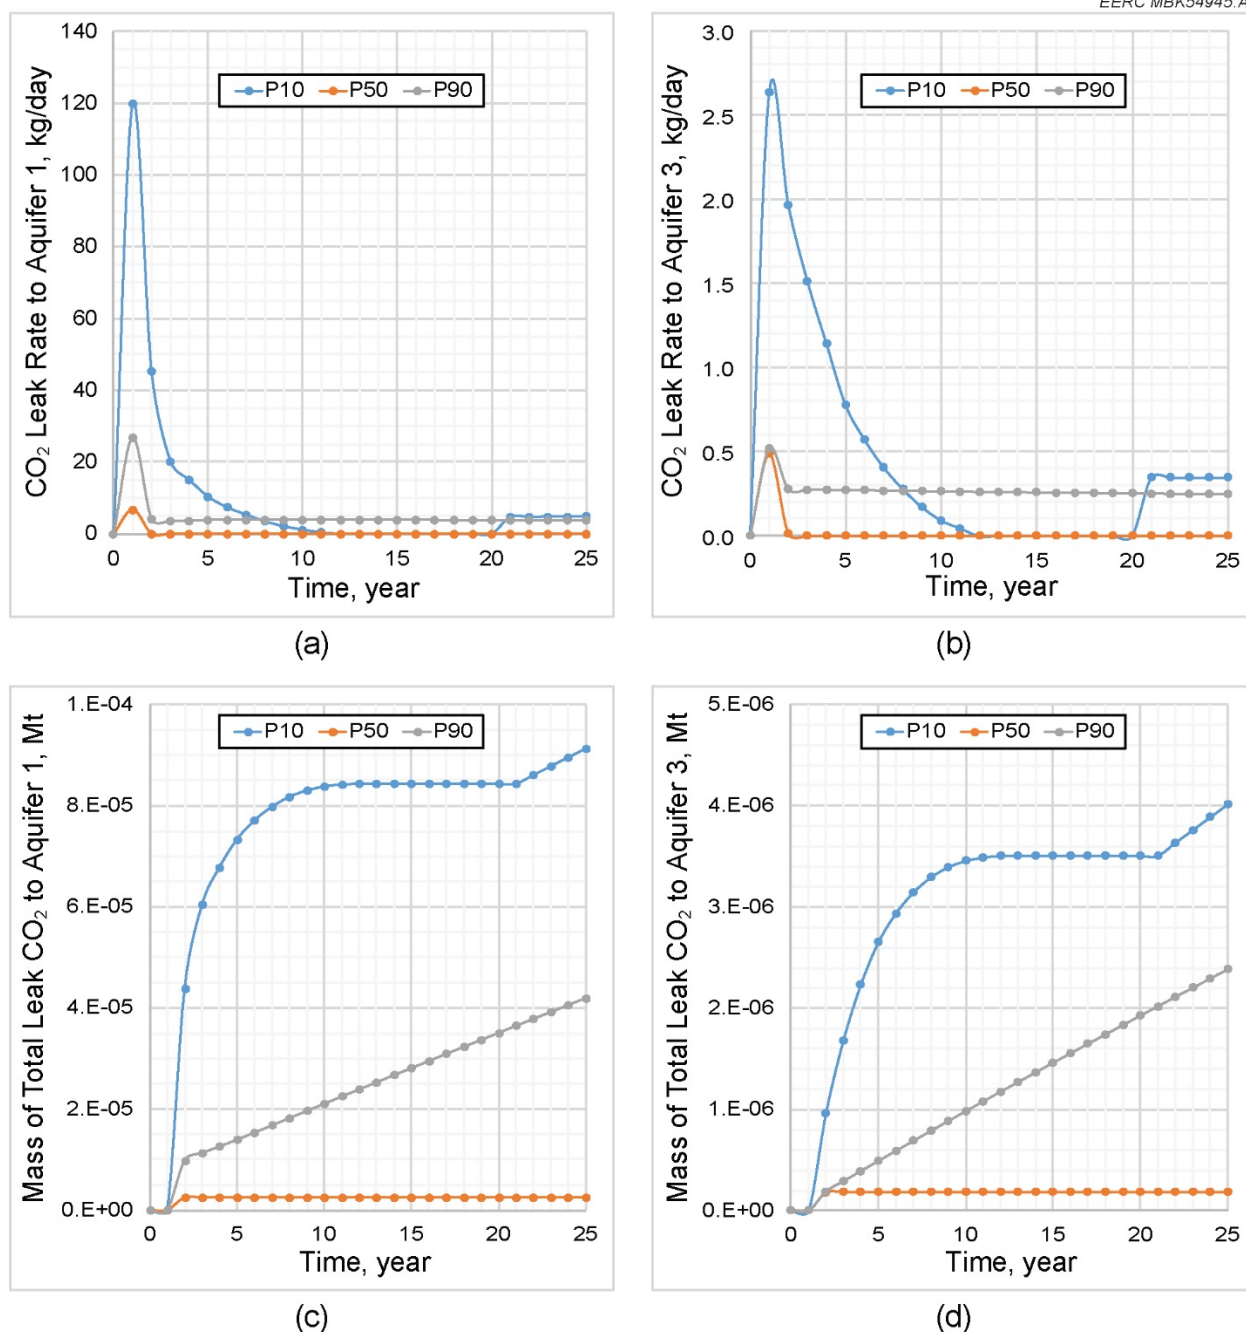 EERC MBK54945.A
140
120
100
80
60
40
20
0
CO₂ Leak Rate to Aquifer 1, kg/day
P10 P50 P90
0 5 10 15 20 25
Time, year
(a)
3.0
2.5
2.0
1.5
1.0
0.5
0.0
CO₂ Leak Rate to Aquifer 3, kg/day
P10 P50 P90
0 5 10 15 20 25
Time, year
(b)
1.E-04
8.E-05
6.E-05
4.E-05
2.E-05
0.E+00
Mass of Total Leak CO₂ to Aquifer 1, Mt
P10 P50 P90
0 5 10 15 20 25
Time, year
(c)
5.E-06
4.E-06
3.E-06
2.E-06
1.E-06
0.E+00
Mass of Total Leak CO₂ to Aquifer 3, Mt
P10 P50 P90
0 5 10 15 20 25
Time, year
(d)